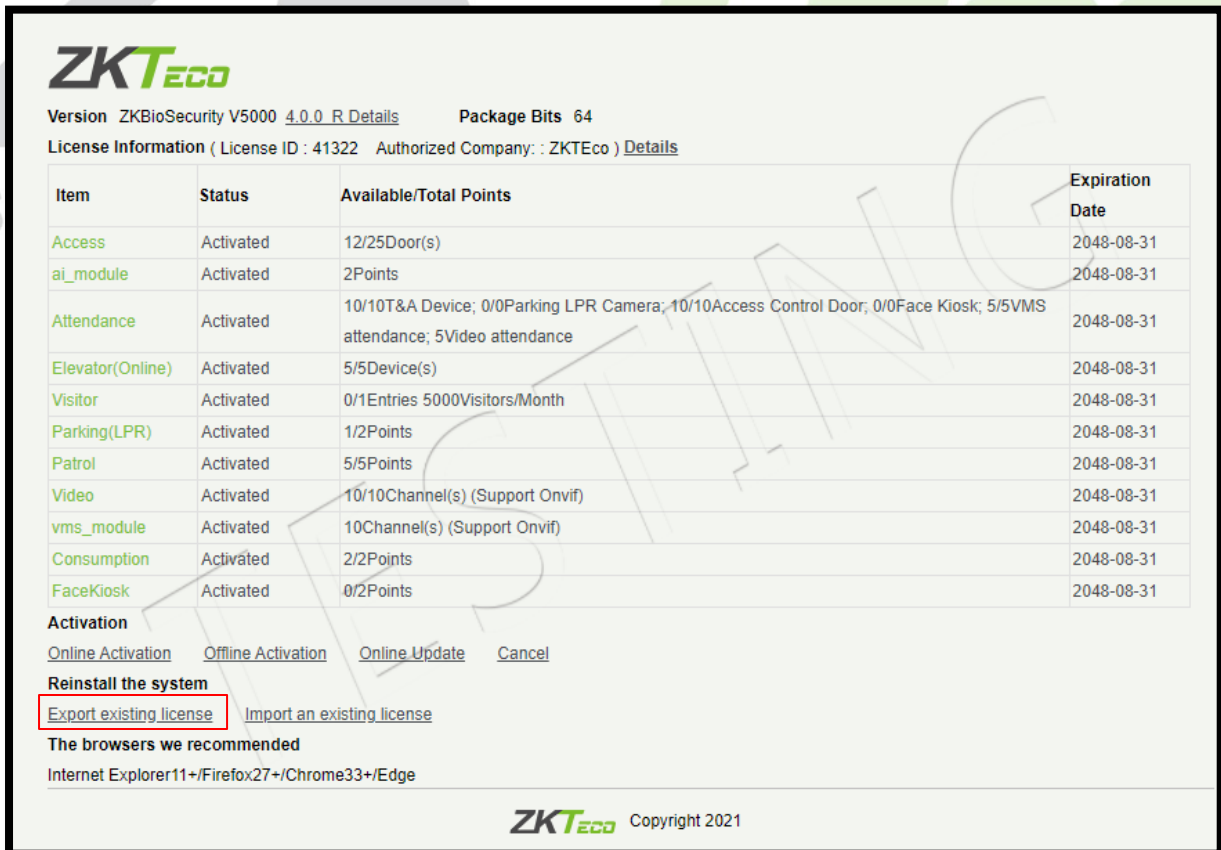 ZKTECO
Version ZKBioSecurity V5000 4.0.0_R Details Package Bits 64
License Information ( License ID : 41322 Authorized Company: : ZKTEco ) Details
Item Status Available/Total Points Expiration Date
Access Activated 12/25Door(s) 2048-08-31
ai_module Activated 2Points 2048-08-31
Attendance Activated 10/10T&A Device; 0/0Parking LPR Camera; 10/10Access Control Door; 0/0Face Kiosk; 5/5VMS
attendance; 5Video attendance 2048-08-31
Elevator(Online) Activated 5/5Device(s) 2048-08-31
Visitor Activated 0/1Entries 5000Visitors/Month 2048-08-31
Parking(LPR) Activated 1/2Points 2048-08-31
Patrol Activated 5/5Points 2048-08-31
Video Activated 10/10Channel(s) (Support Onvif) 2048-08-31
vms_module Activated 10Channel(s) (Support Onvif) 2048-08-31
Consumption Activated 2/2Points 2048-08-31
FaceKiosk Activated 0/2Points 2048-08-31
TESTING
Activation
Online Activation Offline Activation Online Update Cancel
Reinstall the system
Export existing license Import an existing license
The browsers we recommended
Internet Explorer11+/Firefox27+/Chrome33+/Edge
ZKTECO Copyright 2021